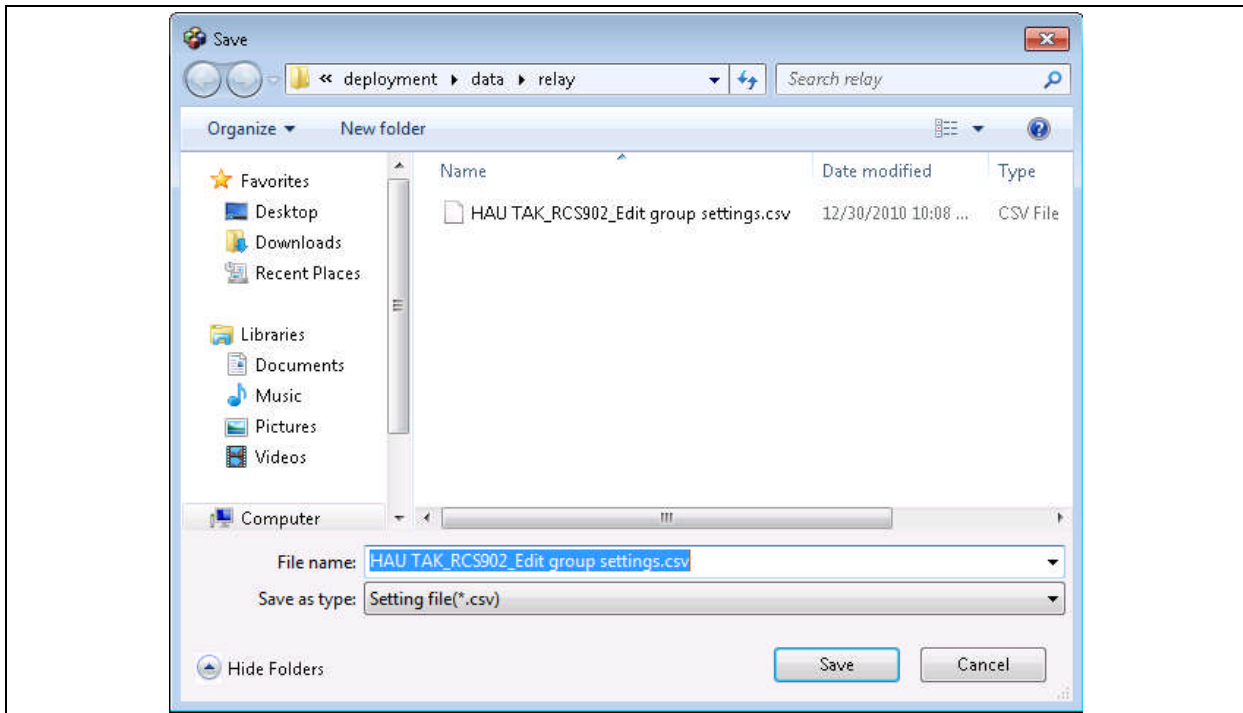 Save
« deployment ▸ data ▸ relay
Search relay
Organize ▾ New folder
Name Date modified Type
HAU TAK_RCS902_Edit group settings.csv 12/30/2010 10:08 ... CSV File
Favorites
Desktop
Downloads
Recent Places
Libraries
Documents
Music
Pictures
Videos
Computer
File name: HAU TAK_RCS902_Edit group settings.csv
Save as type: Setting file(*.csv)
Hide Folders Save Cancel